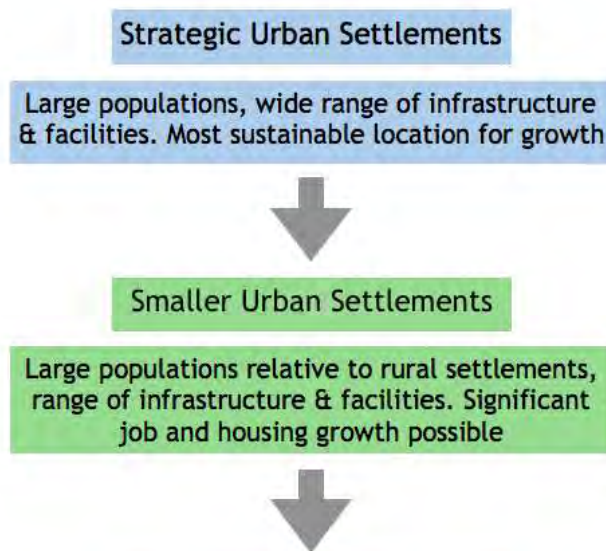 Strategic Urban Settlements
Large populations, wide range of infrastructure
& facilities. Most sustainable location for growth
Smaller Urban Settlements
Large populations relative to rural settlements,
range of infrastructure & facilities. Significant
job and housing growth possible